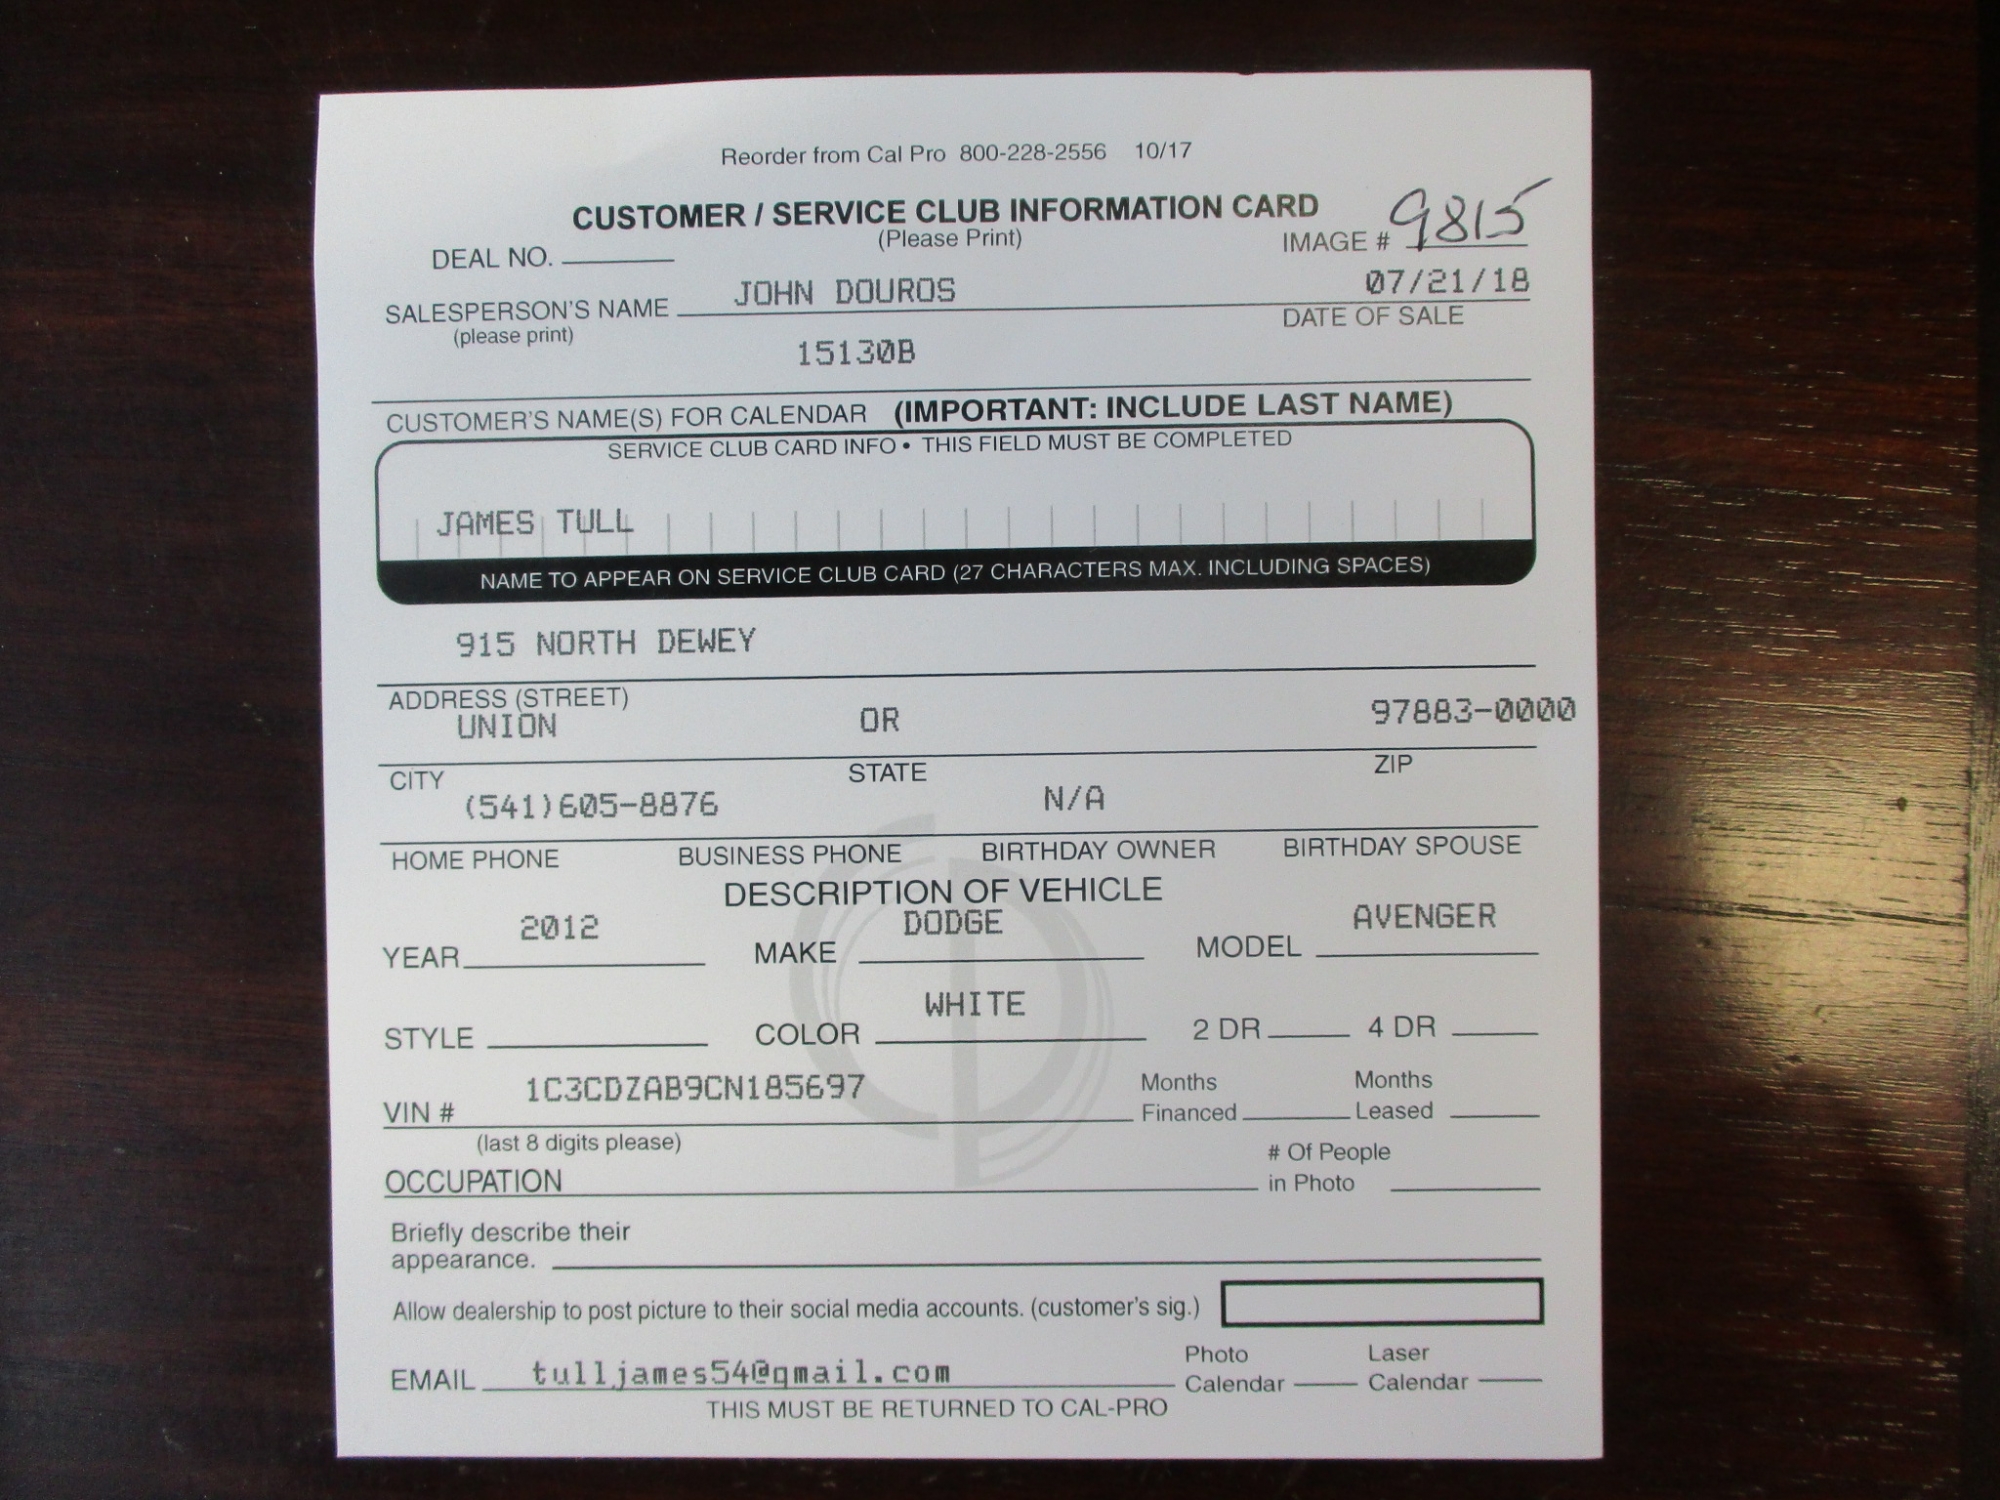 Reorder from Cal Pro 800-228-2556 10/17
CUSTOMER / SERVICE CLUB INFORMATION CARD
(Please Print)
IMAGE # 9815
DEAL NO.
SALESPERSON'S NAME JOHN DOUROS
07/21/18
(please print)
DATE OF SALE
15130B
CUSTOMER'S NAME(S) FOR CALENDAR (IMPORTANT: INCLUDE LAST NAME)
SERVICE CLUB CARD INFO • THIS FIELD MUST BE COMPLETED
JAMES TULL
NAME TO APPEAR ON SERVICE CLUB CARD (27 CHARACTERS MAX. INCLUDING SPACES)
915 NORTH DEWEY
ADDRESS (STREET)
UNION OR 97883-0000
CITY STATE ZIP
(541)605-8876 N/A
HOME PHONE BUSINESS PHONE BIRTHDAY OWNER BIRTHDAY SPOUSE
DESCRIPTION OF VEHICLE
YEAR 2012 MAKE DODGE MODEL AVENGER
STYLE COLOR WHITE 2 DR 4 DR
VIN # 1C3CDZAB9CN185697
Months Financed
Months Leased
(last 8 digits please)
OCCUPATION
# Of People
in Photo
Briefly describe their
appearance.
Allow dealership to post picture to their social media accounts. (customer's sig.)
EMAIL tulljames54@gmail.com
Photo Calendar
Laser Calendar
THIS MUST BE RETURNED TO CAL-PRO